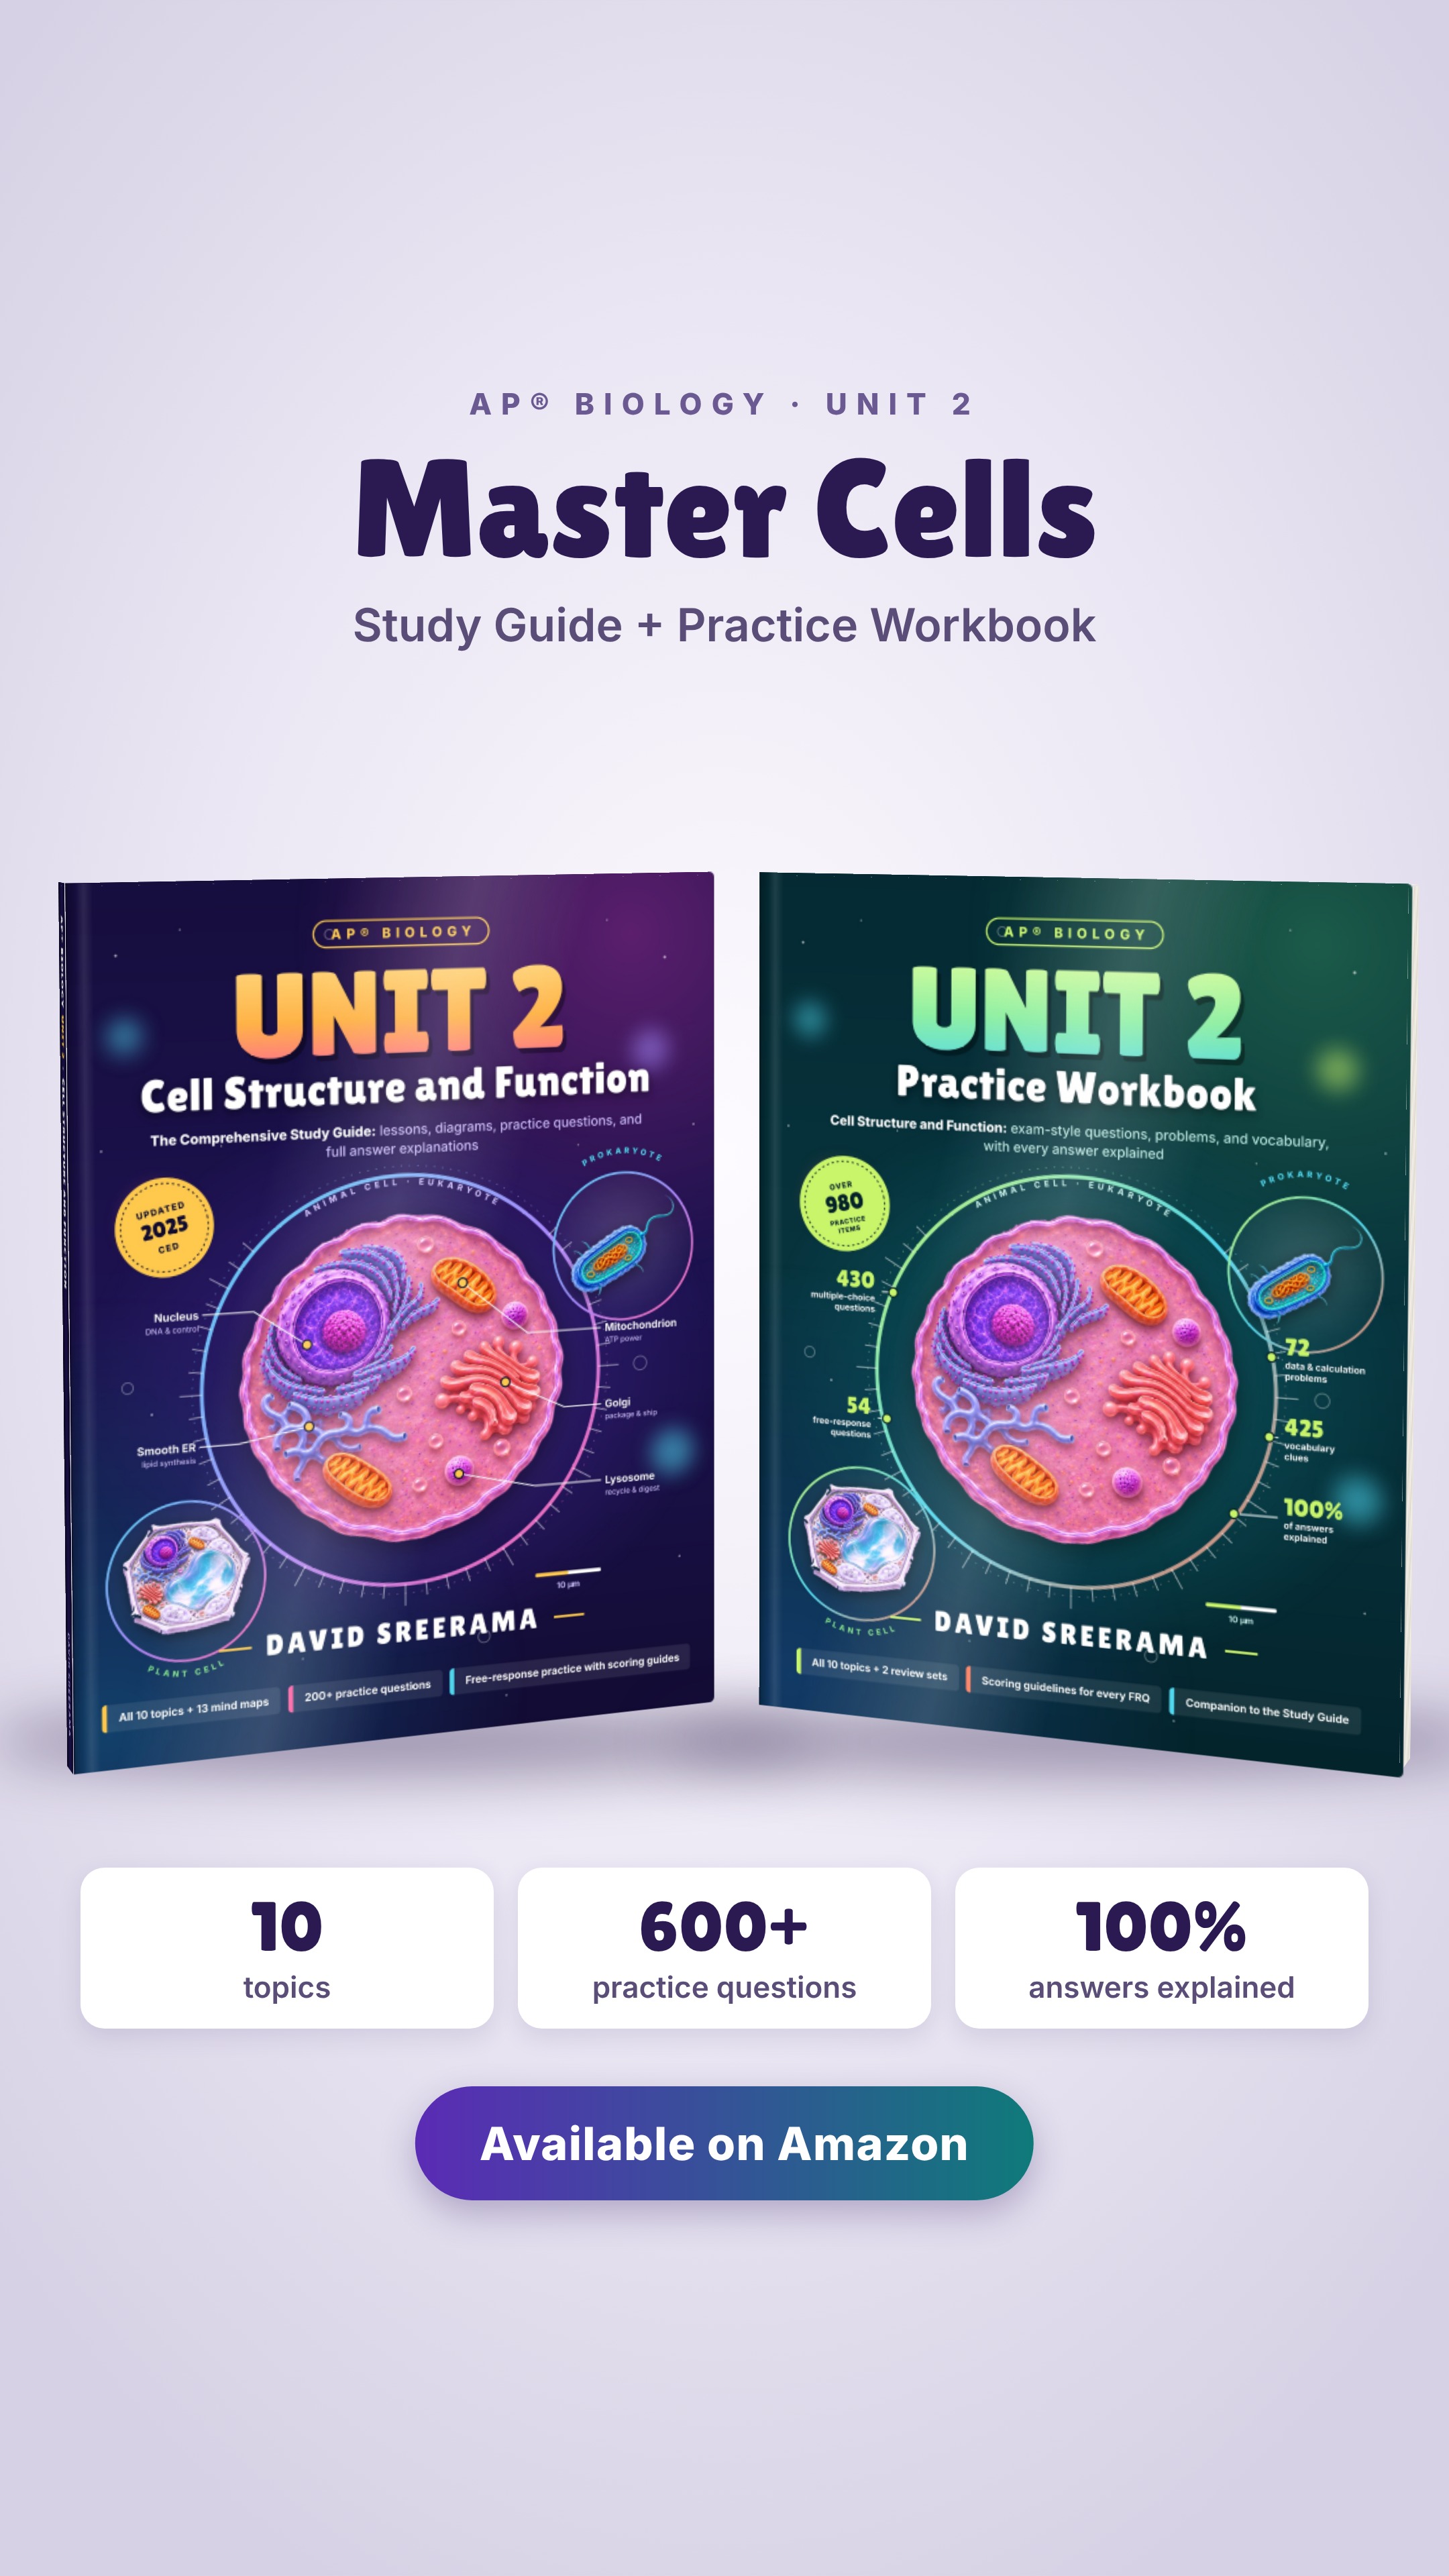 AP® BIOLOGY · UNIT 2
Master Cells
Study Guide + Practice Workbook
AP® BIOLOGY
UNIT 2
Cell Structure and Function
The Comprehensive Study Guide: lessons, diagrams, practice questions, and
full answer explanations
UPDATED
2025
CED
ANIMAL CELL · EUKARYOTE
PROKARYOTE
Nucleus
DNA & control
Mitochondrion
ATP power
Golgi
package & ship
Smooth ER
lipid synthesis
Lysosome
recycle & digest
10 µm
PLANT CELL
DAVID SREERAMA
All 10 topics + 13 mind maps
200+ practice questions
Free-response practice with scoring guides
AP® BIOLOGY
UNIT 2
Practice Workbook
Cell Structure and Function: exam-style questions, problems, and vocabulary,
with every answer explained
OVER
980
PRACTICE
ITEMS
ANIMAL CELL · EUKARYOTE
PROKARYOTE
430
multiple-choice
questions
72
data & calculation
problems
54
free-response
questions
425
vocabulary
clues
100%
of answers
explained
10 µm
PLANT CELL
DAVID SREERAMA
All 10 topics + 2 review sets
Scoring guidelines for every FRQ
Companion to the Study Guide
10
topics
600+
practice questions
100%
answers explained
Available on Amazon